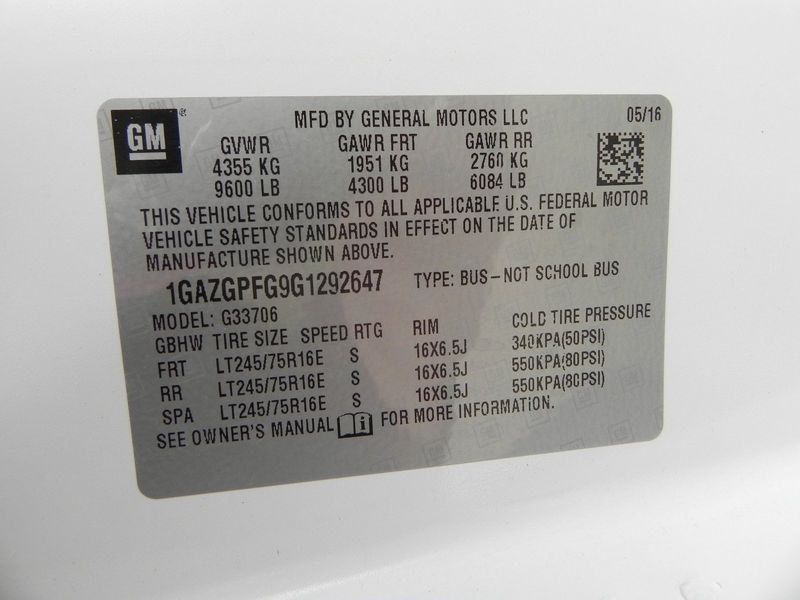 GM ® MFD BY GENERAL MOTORS LLC 05/16
GVWR GAWR FRT GAWR RR
4355 KG 1951 KG 2760 KG
9600 LB 4300 LB 6084 LB
THIS VEHICLE CONFORMS TO ALL APPLICABLE U.S. FEDERAL MOTOR
VEHICLE SAFETY STANDARDS IN EFFECT ON THE DATE OF
MANUFACTURE SHOWN ABOVE.
1GAZGPFG9G1292647 TYPE: BUS-NOT SCHOOL BUS
MODEL: G33706
GBHW TIRE SIZE SPEED RTG RIM COLD TIRE PRESSURE
FRT LT245/75R16E S 16X6.5J 340KPA(50PSI)
RR LT245/75R16E S 16X6.5J 550KPA(80PSI)
SPA LT245/75R16E S 16X6.5J 550KPA(80PSI)
SEE OWNER'S MANUAL i FOR MORE INFORMATION.